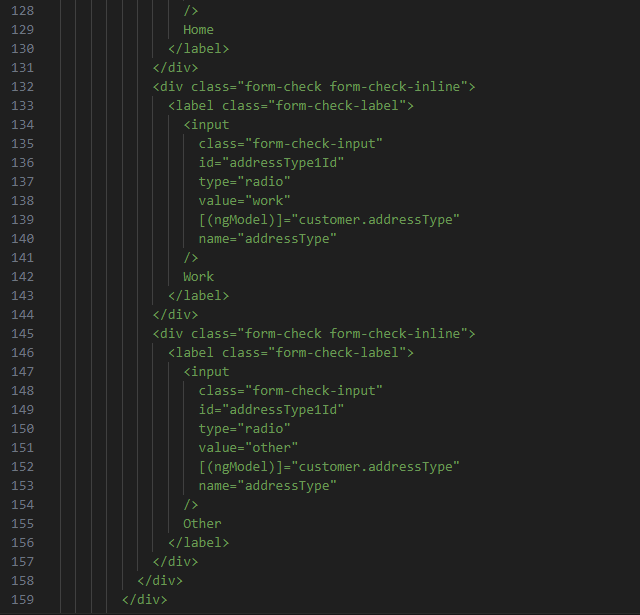 128 />
129 Home
130 </label>
131 </div>
132 <div class="form-check form-check-inline">
133 <label class="form-check-label">
134 <input
135 class="form-check-input"
136 id="addressType1Id"
137 type="radio"
138 value="work"
139 [(ngModel)]="customer.addressType"
140 name="addressType"
141 />
142 Work
143 </label>
144 </div>
145 <div class="form-check form-check-inline">
146 <label class="form-check-label">
147 <input
148 class="form-check-input"
149 id="addressType1Id"
150 type="radio"
151 value="other"
152 [(ngModel)]="customer.addressType"
153 name="addressType"
154 />
155 Other
156 </label>
157 </div>
158 </div>
159 </div>